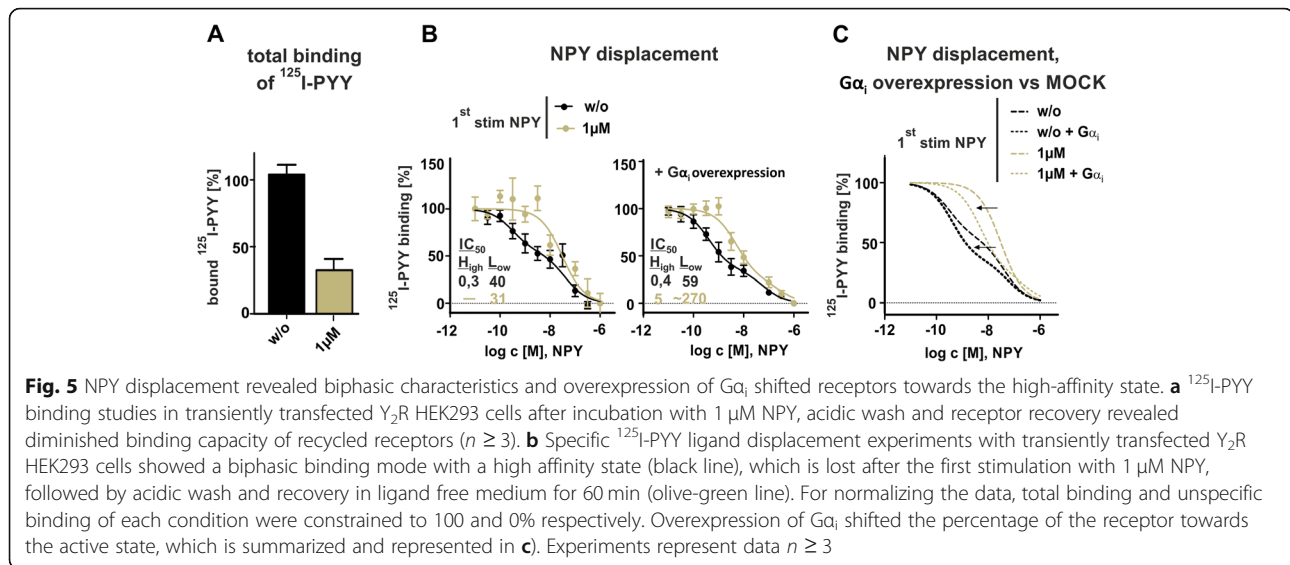 A
total binding
of ¹²⁵I-PYY
bound ¹²⁵I-PYY [%]
100
50
0
w/o
1µM
B
NPY displacement
1ˢᵗ stim NPY
w/o
1µM
¹²⁵I-PYY binding [%]
150
100
50
0
IC₅₀
High Low
0,3 40
— 31
-12 -10 -8 -6
log c [M], NPY
+ Gαᵢ overexpression
150
100
50
0
IC₅₀
High Low
0,4 59
5 ~270
-12 -10 -8 -6
log c [M], NPY
C
NPY displacement,
Gαᵢ overexpression vs MOCK
1ˢᵗ stim NPY
w/o
w/o + Gαᵢ
1µM
1µM + Gαᵢ
¹²⁵I-PYY binding [%]
100
50
0
-12 -10 -8 -6
log c [M], NPY
Fig. 5 NPY displacement revealed biphasic characteristics and overexpression of Gαᵢ shifted receptors towards the high-affinity state. a ¹²⁵I-PYY
binding studies in transiently transfected Y₂R HEK293 cells after incubation with 1 µM NPY, acidic wash and receptor recovery revealed
diminished binding capacity of recycled receptors (n ≥ 3). b Specific ¹²⁵I-PYY ligand displacement experiments with transiently transfected Y₂R
HEK293 cells showed a biphasic binding mode with a high affinity state (black line), which is lost after the first stimulation with 1 µM NPY,
followed by acidic wash and recovery in ligand free medium for 60 min (olive-green line). For normalizing the data, total binding and unspecific
binding of each condition were constrained to 100 and 0% respectively. Overexpression of Gαᵢ shifted the percentage of the receptor towards
the active state, which is summarized and represented in c). Experiments represent data n ≥ 3